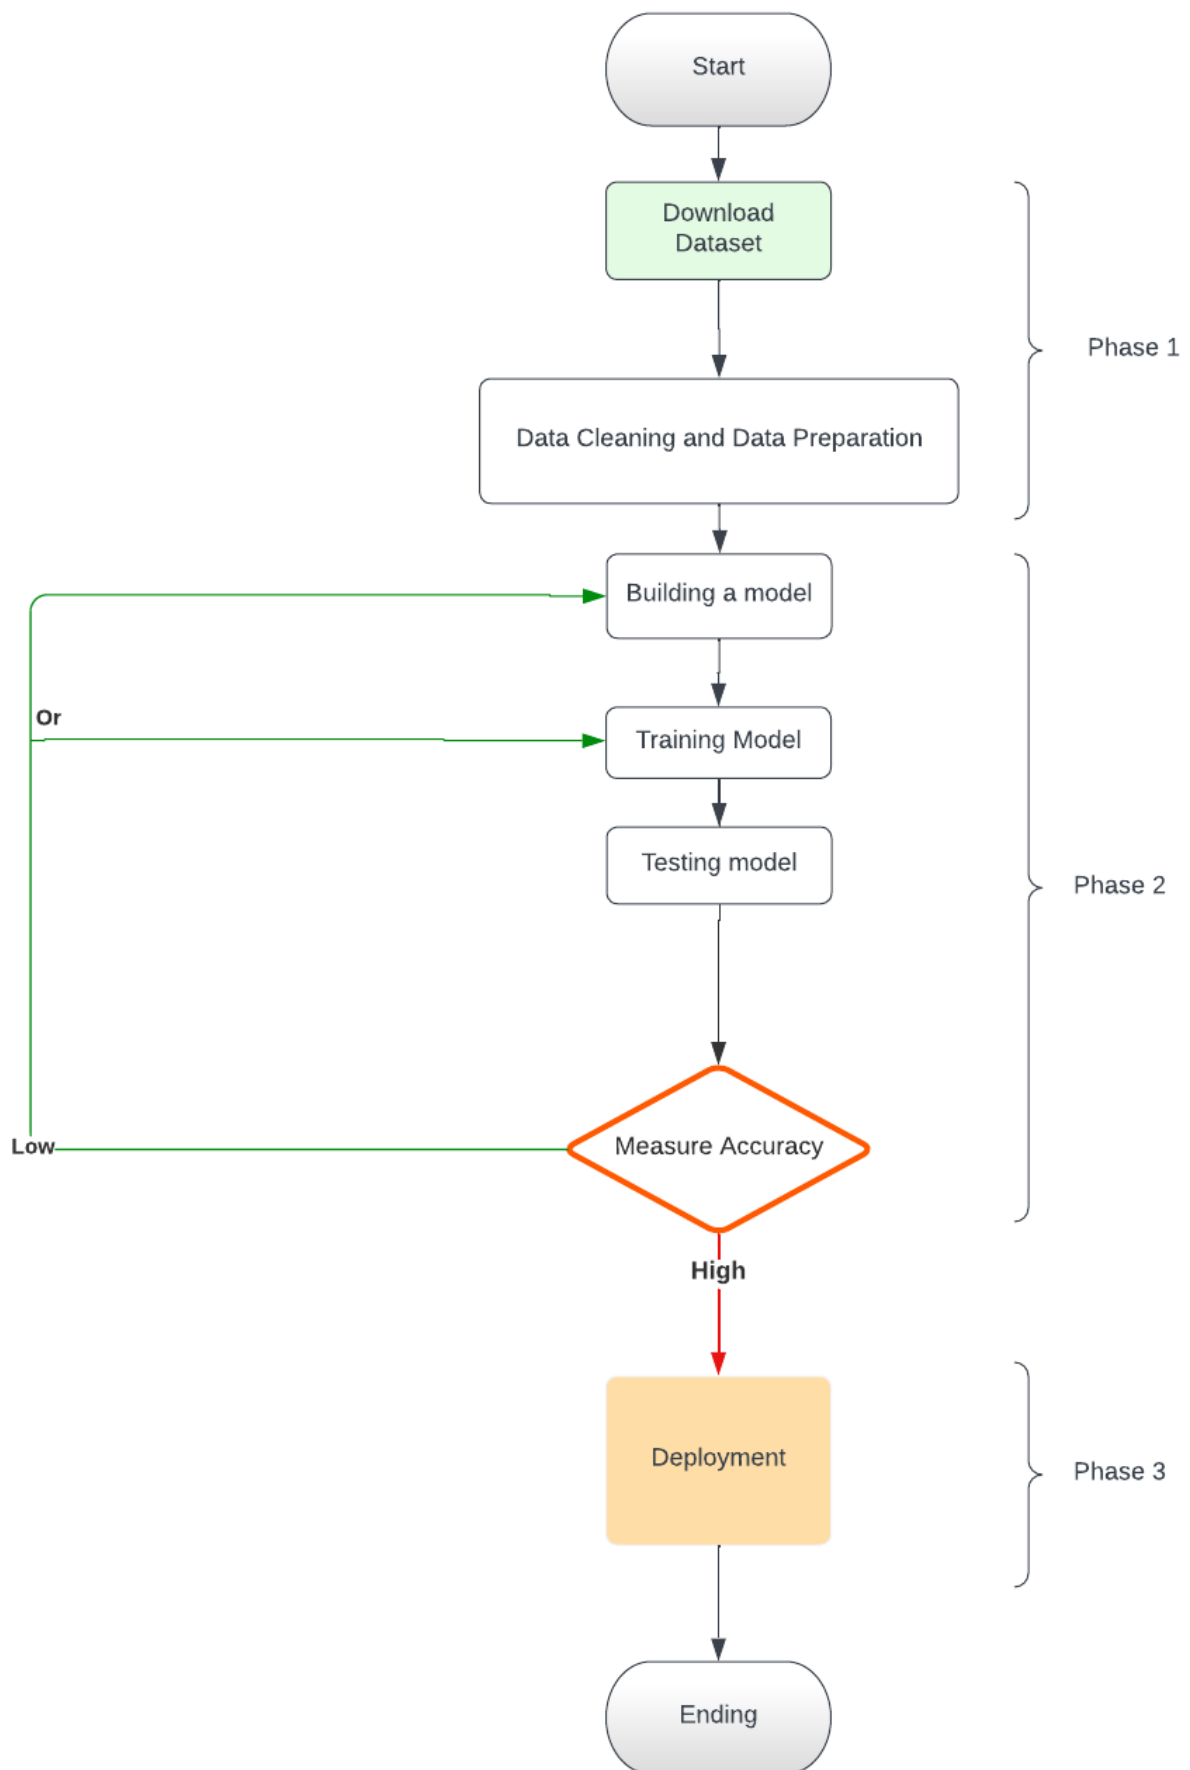 Start
Download
Dataset
Phase 1
Data Cleaning and Data Preparation
Building a model
Or
Training Model
Testing model
Phase 2
Low
Measure Accuracy
High
Deployment
Phase 3
Ending